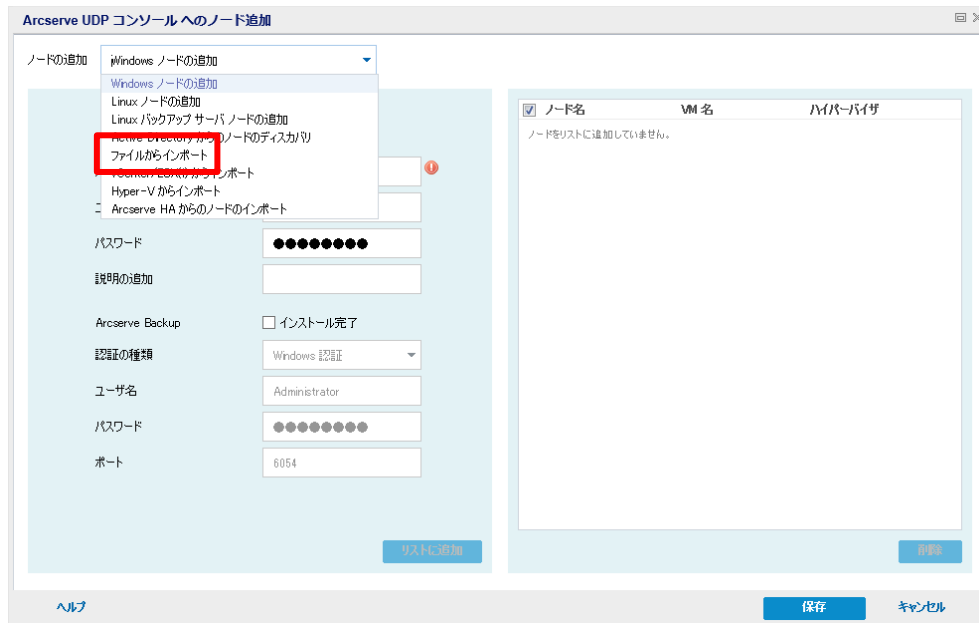 Arcserve UDP コンソール へのノード追加
ノードの追加
Windows ノードの追加
Windows ノードの追加
Linux ノードの追加
Linux バックアップ サーバ ノードの追加
Active Directory からのノードのディスカバリ
ファイルからインポート
vCenter/ESX(i) からインポート
Hyper-V からインポート
Arcserve HA からのノードのインポート
パスワード
説明の追加
Arcserve Backup
インストール完了
認証の種類
Windows 認証
ユーザ名
Administrator
パスワード
ポート
6054
リストに追加
ノード名 VM 名 ハイパーバイザ
ノードをリストに追加していません。
削除
ヘルプ
保存
キャンセル